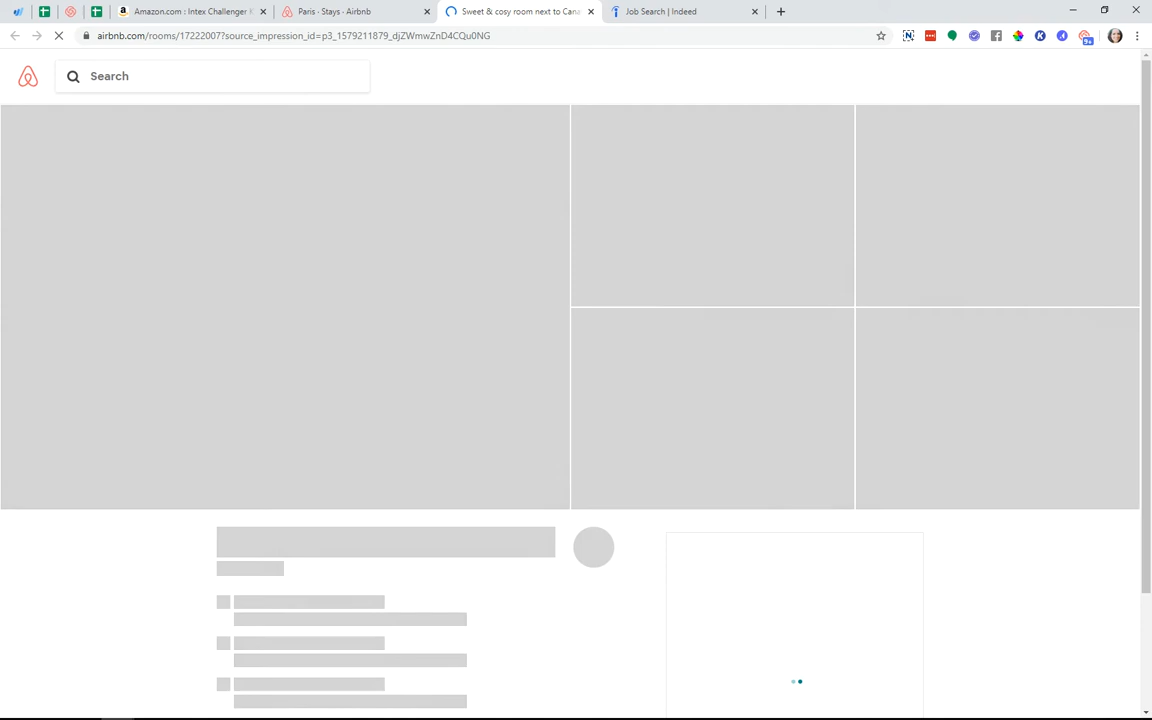 Amazon.com : Intex Challenger K
Paris · Stays · Airbnb
Sweet & cosy room next to Cana
Job Search | Indeed
airbnb.com/rooms/17222007?source_impression_id=p3_1579211879_djZWmwZnD4CQu0NG
9+
Search